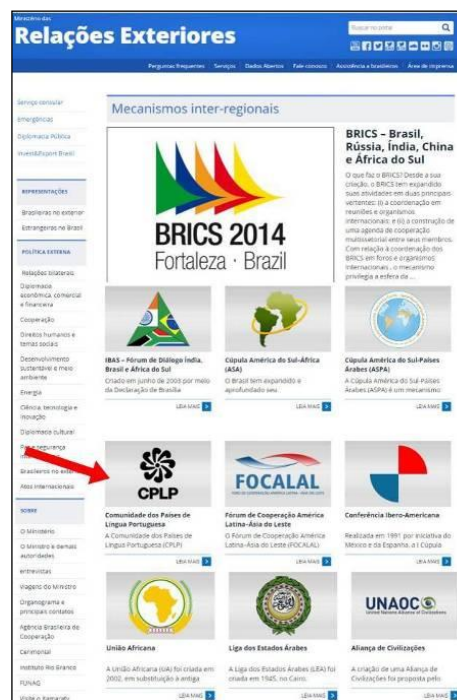 Ministério das
Relações Exteriores
Buscar no portal
Perguntas frequentes Serviços Dados Abertos Fale conosco Assistência a brasileiros Área de imprensa
Serviço consular
Emergências
Diplomacia Pública
Invest&Export Brasil
REPRESENTAÇÕES
Brasileiras no exterior
Estrangeiras no Brasil
POLÍTICA EXTERNA
Relações bilaterais
Diplomacia
econômica, comercial
e financeira
Cooperação
Direitos humanos e
temas sociais
Desenvolvimento
sustentável e meio
ambiente
Energia
Ciência, tecnologia e
inovação
Diplomacia cultural
Paz e segurança
Brasileiros no
Atos internacionais
SOBRE
O Ministério
O Ministro e demais
autoridades
entrevistas
Viagens do Ministro
Organograma e
principais contatos
Agência Brasileira de
Cooperação
Cerimonial
Instituto Rio Branco
FUNAG
Visite o Itamaraty
Mecanismos inter-regionais
BRICS 2014
Fortaleza · Brazil
BRICS – Brasil,
Rússia, Índia, China
e África do Sul
O que faz o BRICS? Desde a sua
criação, o BRICS tem expandido
suas atividades em duas principais
vertentes: (i) a coordenação em
reuniões e organismos
internacionais; e (ii) a construção de
uma agenda de cooperação
multissetorial entre seus membros.
Com relação à coordenação dos
BRICS em foros e organismos
internacionais, o mecanismo
privilegia a esfera da ...
IBAS – Fórum de Diálogo Índia,
Brasil e África do Sul
Criado em junho de 2003 por meio
da Declaração de Brasília
LEIA MAIS
Cúpula América do Sul-África
(ASA)
O Brasil tem expandido e
aprofundado seu
LEIA MAIS
Cúpula América do Sul-Países
Árabes (ASPA)
A Cúpula América do Sul-Países
Árabes (ASPA) é um mecanismo
LEIA MAIS
CPLP
Comunidade dos Países de
Língua Portuguesa
A Comunidade dos Países de
Língua Portuguesa (CPLP)
LEIA MAIS
FOCALAL
Fórum de Cooperação América
Latina-Ásia do Leste
O Fórum de Cooperação América
Latina-Ásia do Leste (FOCALAL)
LEIA MAIS
Conferência Ibero-Americana
Realizada em 1991 por iniciativa do
México e da Espanha, a I Cúpula
LEIA MAIS
União Africana
A União Africana (UA) foi criada em
2002, em substituição à antiga
LEIA MAIS
Liga dos Estados Árabes
A Liga dos Estados Árabes (LEA) foi
criada em 1945, no Cairo.
LEIA MAIS
UNAOC
United Nations Alliance of Civilizations
Aliança de Civilizações
A criação de uma Aliança de
Civilizações foi proposta pelo
LEIA MAIS